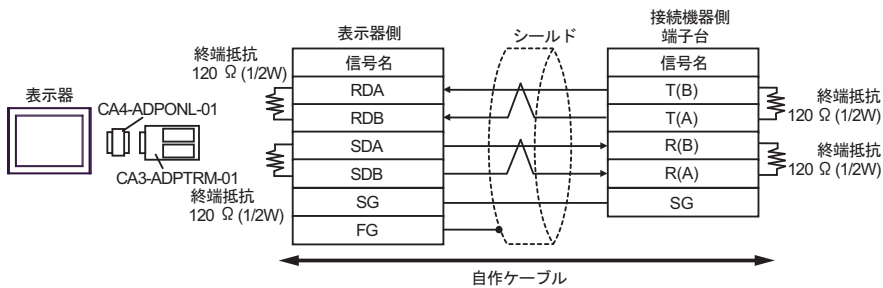 表示器
CA4-ADPONL-01
CA3-ADPTRM-01
終端抵抗
120 Ω (1/2W)
終端抵抗
120 Ω (1/2W)
表示器側
信号名
RDA
RDB
SDA
SDB
SG
FG
シールド
接続機器側
端子台
信号名
T(B)
T(A)
R(B)
R(A)
SG
終端抵抗
120 Ω (1/2W)
終端抵抗
120 Ω (1/2W)
自作ケーブル